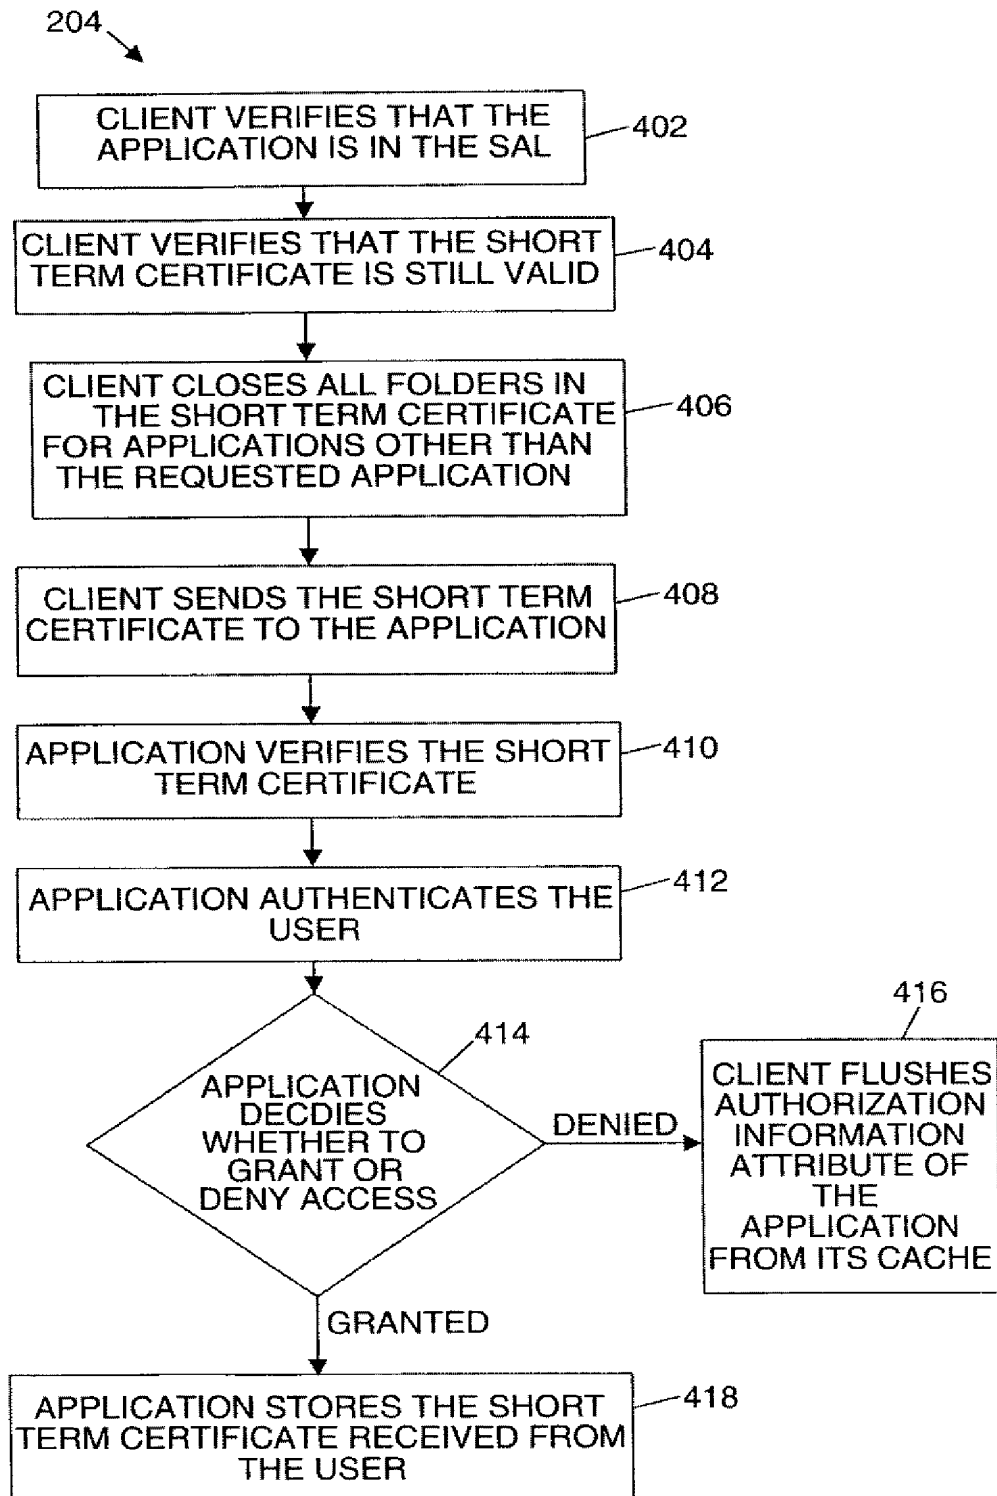 204
CLIENT VERIFIES THAT THE
APPLICATION IS IN THE SAL
402
CLIENT VERIFIES THAT THE SHORT
TERM CERTIFICATE IS STILL VALID
404
CLIENT CLOSES ALL FOLDERS IN
THE SHORT TERM CERTIFICATE
FOR APPLICATIONS OTHER THAN
THE REQUESTED APPLICATION
406
CLIENT SENDS THE SHORT TERM
CERTIFICATE TO THE APPLICATION
408
APPLICATION VERIFIES THE SHORT
TERM CERTIFICATE
410
APPLICATION AUTHENTICATES THE
USER
412
APPLICATION
DECDIES
WHETHER TO
GRANT OR
DENY ACCESS
414
DENIED
416
CLIENT FLUSHES
AUTHORIZATION
INFORMATION
ATTRIBUTE OF
THE
APPLICATION
FROM ITS CACHE
GRANTED
APPLICATION STORES THE SHORT
TERM CERTIFICATE RECEIVED FROM
THE USER
418